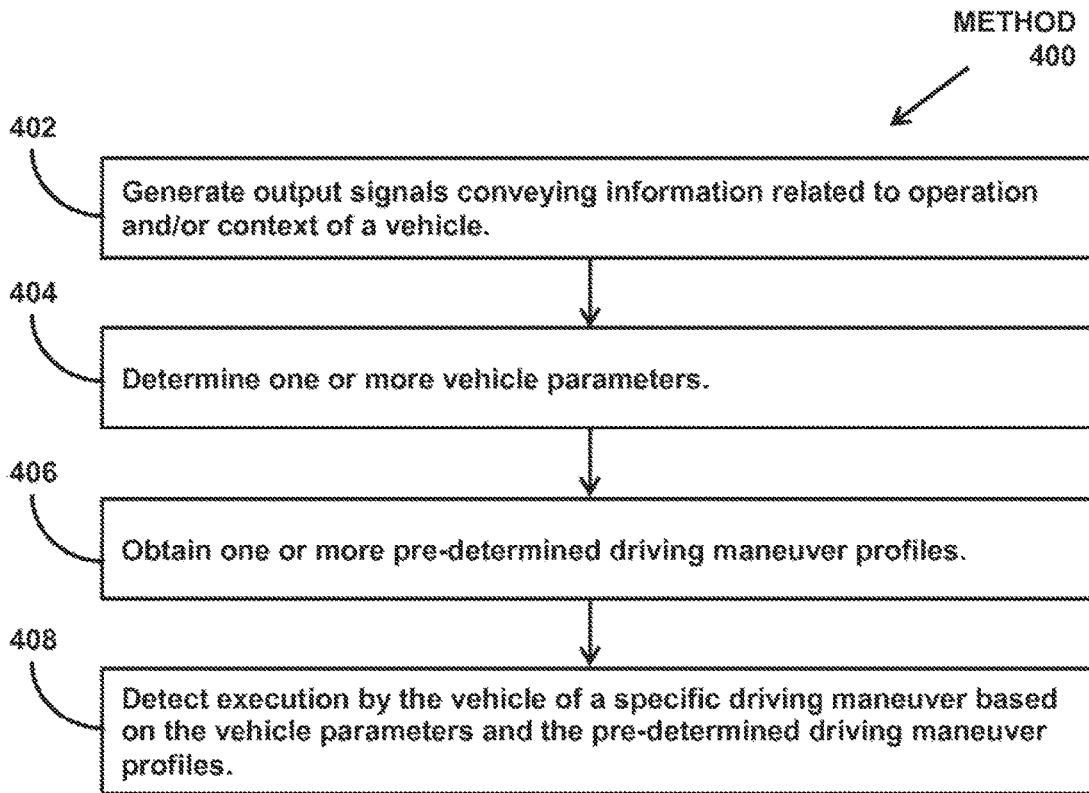 METHOD
400
402
Generate output signals conveying information related to operation
and/or context of a vehicle.
404
Determine one or more vehicle parameters.
406
Obtain one or more pre-determined driving maneuver profiles.
408
Detect execution by the vehicle of a specific driving maneuver based
on the vehicle parameters and the pre-determined driving maneuver
profiles.